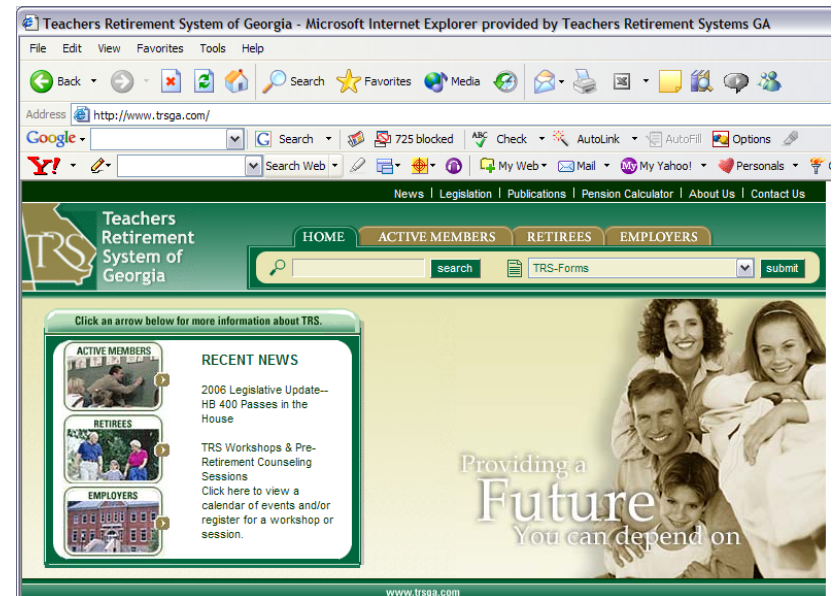 Teachers Retirement System of Georgia - Microsoft Internet Explorer provided by Teachers Retirement Systems GA
File Edit View Favorites Tools Help
Back Search Favorites Media
Address http://www.trsga.com/
Google Search 725 blocked ABC Check AutoLink AutoFill Options
Y! Search Web My Web Mail My My Yahoo! Personals
News | Legislation | Publications | Pension Calculator | About Us | Contact Us
TRS
Teachers
Retirement
System of
Georgia
HOME ACTIVE MEMBERS RETIREES EMPLOYERS
search TRS-Forms submit
Click an arrow below for more information about TRS.
ACTIVE MEMBERS
RETIREES
EMPLOYERS
RECENT NEWS
2006 Legislative Update--
HB 400 Passes in the
House
TRS Workshops & Pre-
Retirement Counseling
Sessions
Click here to view a
calendar of events and/or
register for a workshop or
session.
Providing a
Future
You can depend on
www.trsga.com